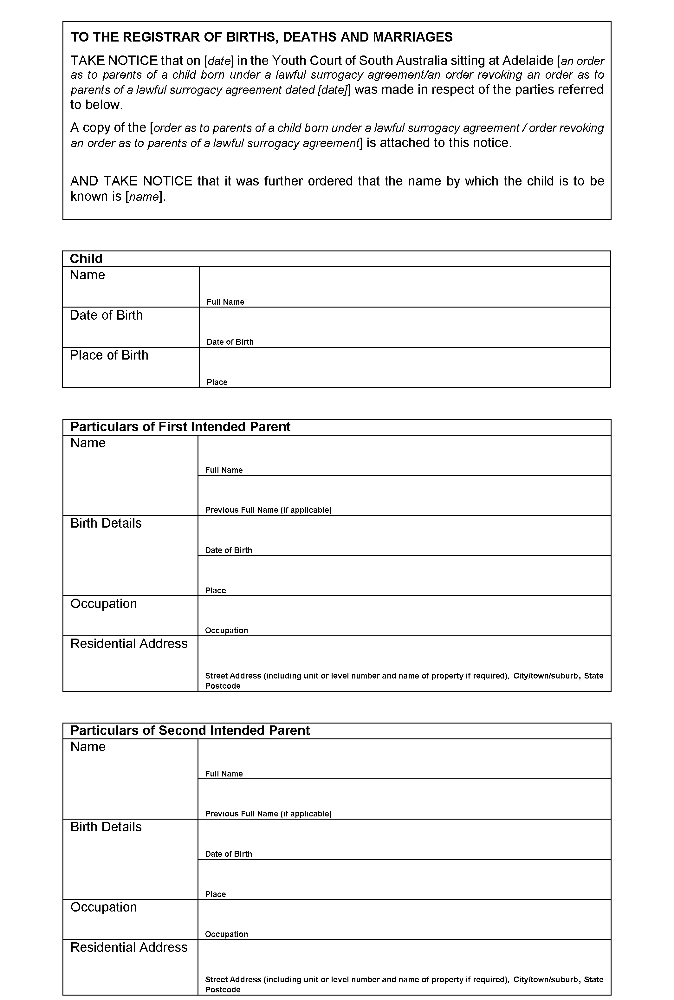 TO THE REGISTRAR OF BIRTHS, DEATHS AND MARRIAGES
TAKE NOTICE that on [date] in the Youth Court of South Australia sitting at Adelaide [an order
as to parents of a child born under a lawful surrogacy agreement/an order revoking an order as to
parents of a lawful surrogacy agreement dated [date]] was made in respect of the parties referred
to below.
A copy of the [order as to parents of a child born under a lawful surrogacy agreement / order revoking
an order as to parents of a lawful surrogacy agreement] is attached to this notice.
AND TAKE NOTICE that it was further ordered that the name by which the child is to be
known is [name].
Child
Name
Full Name
Date of Birth
Date of Birth
Place of Birth
Place
Particulars of First Intended Parent
Name
Full Name
Previous Full Name (if applicable)
Birth Details
Date of Birth
Place
Occupation
Occupation
Residential Address
Street Address (including unit or level number and name of property if required), City/town/suburb, State
Postcode
Particulars of Second Intended Parent
Name
Full Name
Previous Full Name (if applicable)
Birth Details
Date of Birth
Place
Occupation
Occupation
Residential Address
Street Address (including unit or level number and name of property if required), City/town/suburb, State
Postcode